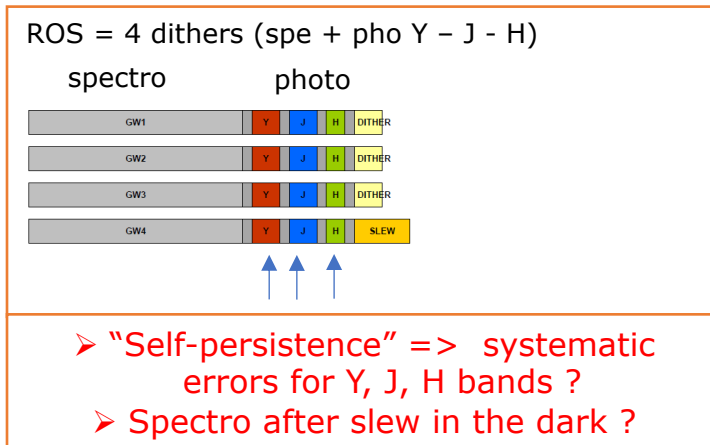 ROS = 4 dithers (spe + pho Y – J - H)
spectro photo
GW1 Y J H DITHER
GW2 Y J H DITHER
GW3 Y J H DITHER
GW4 Y J H SLEW
➢ “Self-persistence” => systematic
errors for Y, J, H bands ?
➢ Spectro after slew in the dark ?